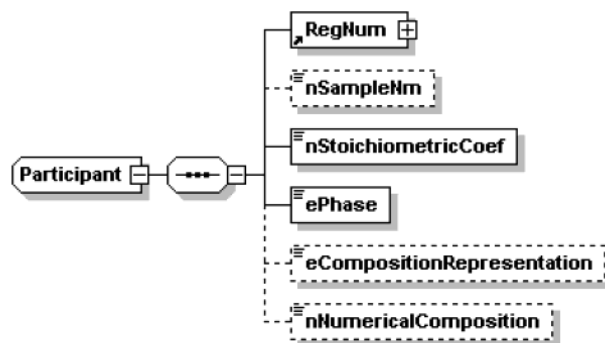 RegNum
nSampleNm
nStoichiometricCoef
Participant
ePhase
eCompositionRepresentation
nNumericalComposition